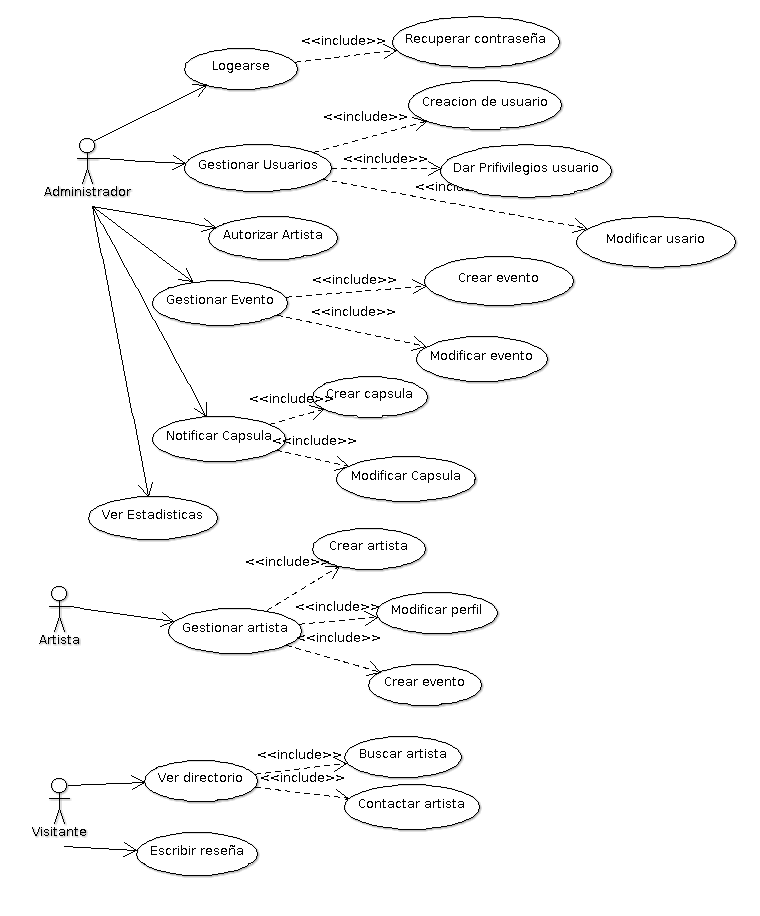 <<include>>
Recuperar contraseña
Logearse
Creacion de usuario
<<include>>
Gestionar Usuarios
<<include>>
Dar Prifivilegios usuario
Administrador
<<inclu
Autorizar Artista
Modificar usario
<<include>>
Crear evento
Gestionar Evento
<<include>>
Modificar evento
<<include>>
Crear capsula
Notificar Capsula
<<include>>
Modificar Capsula
Ver Estadisticas
Crear artista
<<include>>
Artista
Gestionar artista
<<include>>
Modificar perfil
<<include>>
Crear evento
<<include>>
Buscar artista
Ver directorio
<<include>>
Contactar artista
Visitante
Escribir reseña